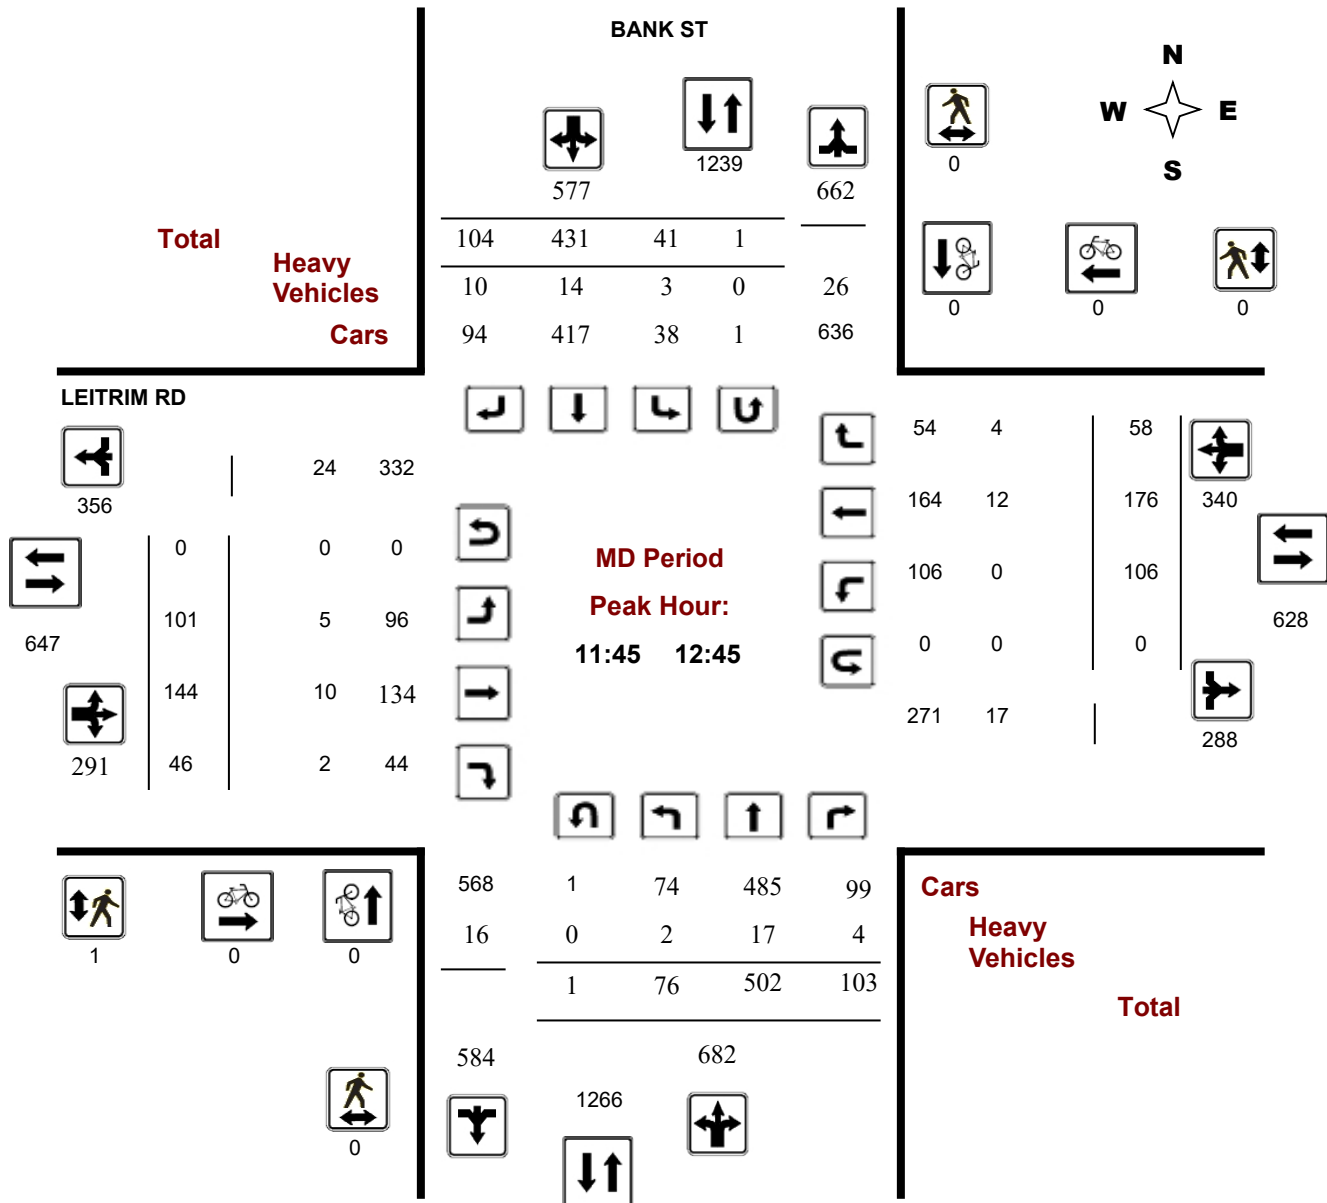 BANK ST
N
W E
S
1239
0
577 662
Total
104 431 41 1
Heavy
Vehicles
10 14 3 0 26
0 0 0
Cars
94 417 38 1 636
LEITRIM RD
54 4 58
24 332
356
164 12 176 340
0 0 0
MD Period
106 0 106
Peak Hour:
101 5 96
628
647
11:45 12:45
0 0 0
144 10 134
271 17
288
291 46 2 44
568 1 74 485 99
Cars
16 0 2 17 4
Heavy
Vehicles
1 0 0
1 76 502 103
Total
584 682
1266
0